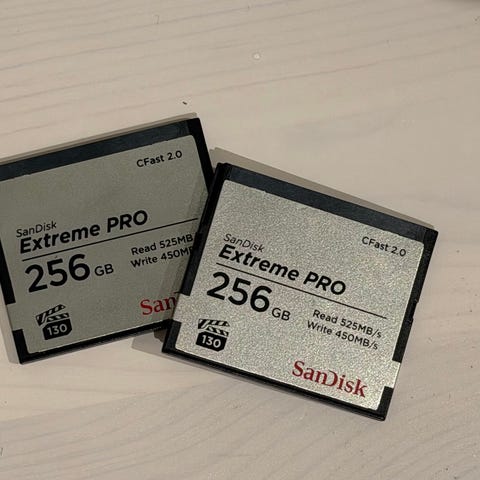 CFast 2.0
SanDisk
Extreme PRO
256 GB
Read 525MB
Write 450MB
130
San
CFast 2.0
SanDisk
Extreme PRO
256 GB
Read 525MB/s
Write 450MB/s
130
SanDisk